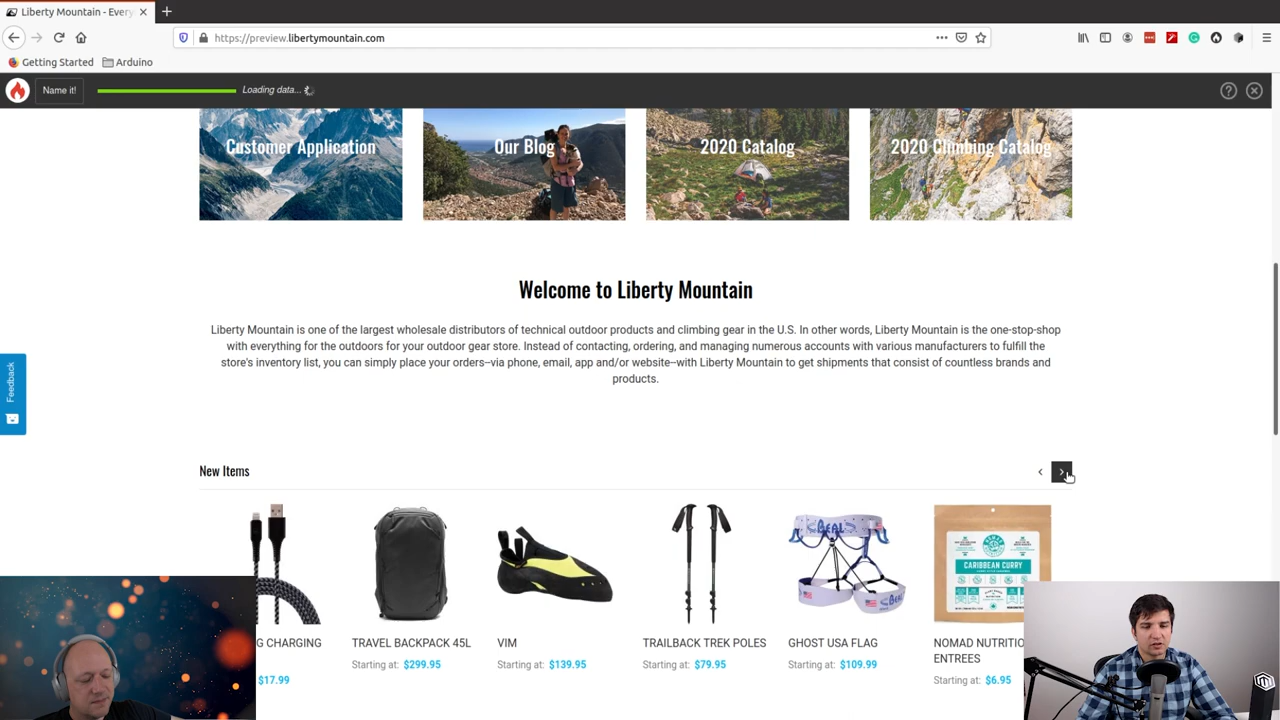 Liberty Mountain - Every
https://preview.libertymountain.com
Getting Started
Arduino
Name it!
Loading data...
Customer Application
Our Blog
2020 Catalog
2020 Climbing Catalog
Welcome to Liberty Mountain
Liberty Mountain is one of the largest wholesale distributors of technical outdoor products and climbing gear in the U.S. In other words, Liberty Mountain is the one-stop-shop
with everything for the outdoors for your outdoor gear store. Instead of contacting, ordering, and managing numerous accounts with various manufacturers to fulfill the
store's inventory list, you can simply place your orders–via phone, email, app and/or website–with Liberty Mountain to get shipments that consist of countless brands and
products.
Feedback
New Items
BEAL
CARIBBEAN CURRY
G CHARGING
$17.99
TRAVEL BACKPACK 45L
Starting at: $299.95
VIM
Starting at: $139.95
TRAILBACK TREK POLES
Starting at: $79.95
GHOST USA FLAG
Starting at: $109.99
NOMAD NUTRITIO
ENTREES
Starting at: $6.95